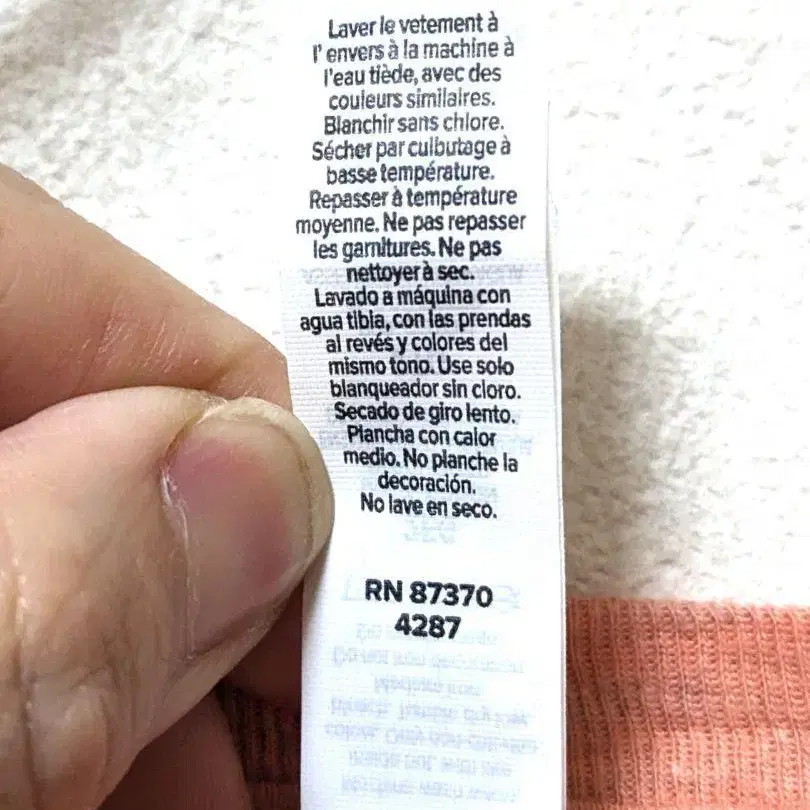 Laver le vetement à
l'envers à la machine à
l'eau tiède, avec des
couleurs similaires.
Blanchir sans chlore.
Sécher par culbutage à
basse température.
Repasser à température
moyenne. Ne pas repasser
les garnitures. Ne pas
nettoyer à sec.
Lavado a máquina con
agua tibia, con las prendas
al revés y colores del
mismo tono. Use solo
blanqueador sin cloro.
Secado de giro lento.
Plancha con calor
medio. No planche la
decoración.
No lave en seco.
RN 87370
4287